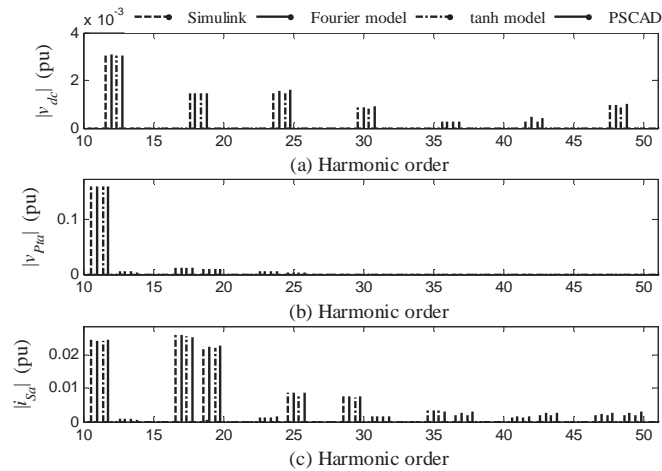 x 10⁻³
Simulink Fourier model tanh model PSCAD
4
2
0
|v_dc| (pu)
10 15 20 25 30 35 40 45 50
(a) Harmonic order
0.1
0
|v_Pta| (pu)
10 15 20 25 30 35 40 45 50
(b) Harmonic order
0.02
0.01
0
|i_Sa| (pu)
10 15 20 25 30 35 40 45 50
(c) Harmonic order